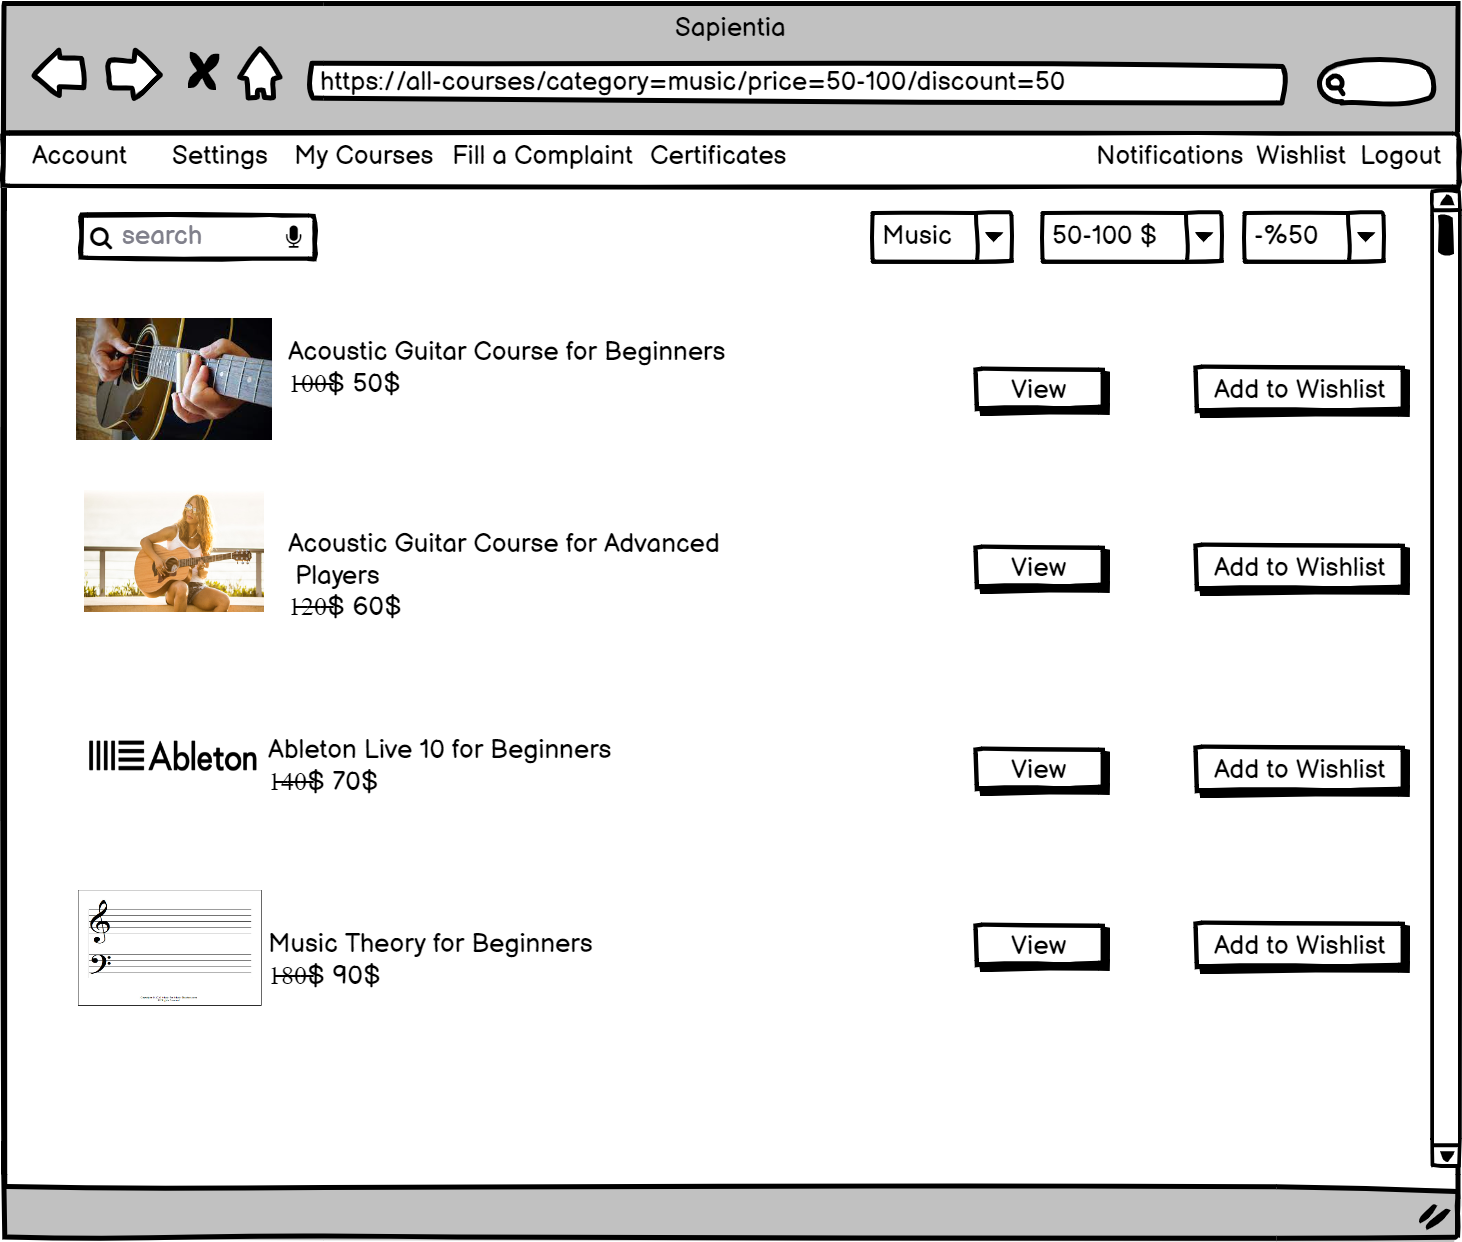 Sapientia
https://all-courses/category=music/price=50-100/discount=50
Account Settings My Courses Fill a Complaint Certificates Notifications Wishlist Logout
search Music 50-100 $ -%50
Acoustic Guitar Course for Beginners
100$ 50$
View Add to Wishlist
Acoustic Guitar Course for Advanced
Players
120$ 60$
View Add to Wishlist
Ableton
Ableton Live 10 for Beginners
140$ 70$
View Add to Wishlist
Music Theory for Beginners
180$ 90$
View Add to Wishlist